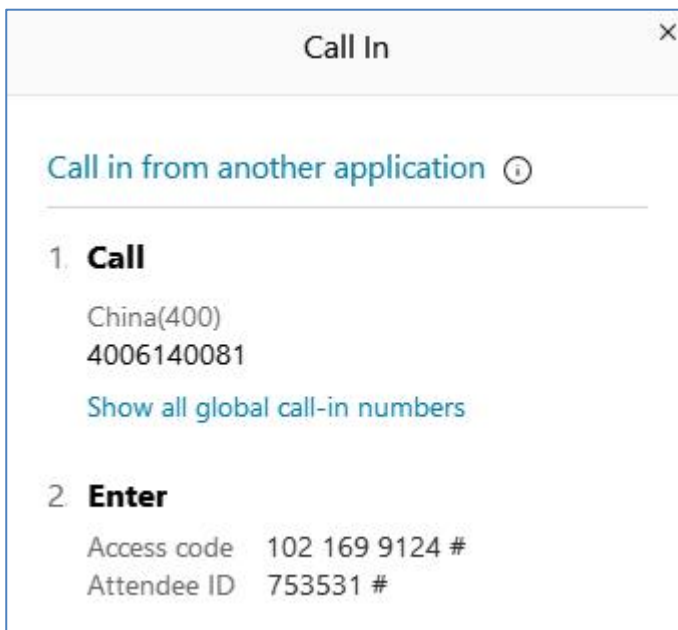 Call In
Call in from another application
1. Call
China(400)
4006140081
Show all global call-in numbers
2. Enter
Access code 102 169 9124 #
Attendee ID 753531 #